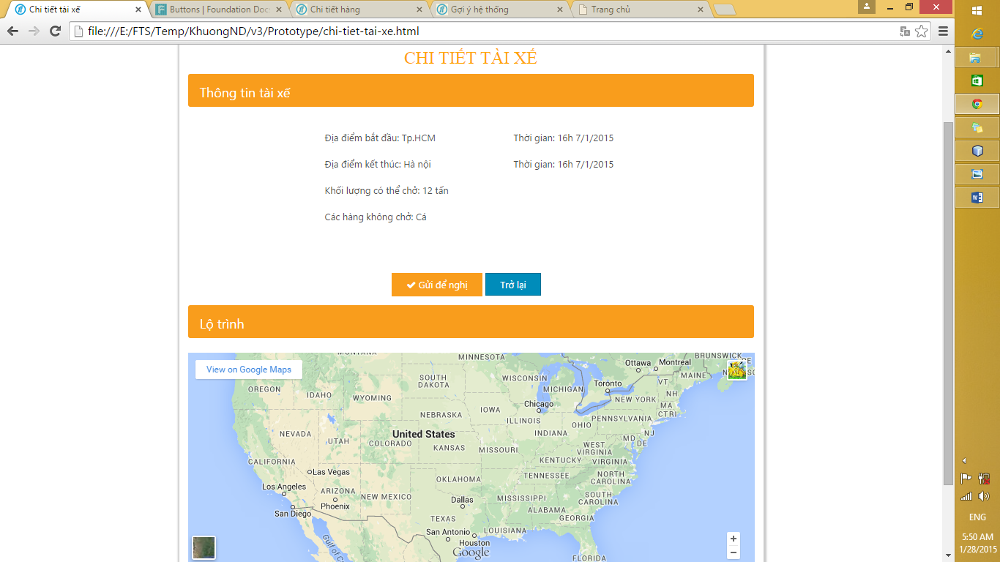 Chi tiết tài xế
Buttons | Foundation Doc
Chi tiết hàng
Gợi ý hệ thống
Trang chủ
file:///E:/FTS/Temp/KhuongND/v3/Prototype/chi-tiet-tai-xe.html
CHI TIẾT TÀI XẾ
Thông tin tài xế
Địa điểm bắt đầu: Tp.HCM Thời gian: 16h 7/1/2015
Địa điểm kết thúc: Hà nội Thời gian: 16h 7/1/2015
Khối lượng có thể chở: 12 tấn
Các hàng không chở: Cá
Gửi để nghị
Trở lại
Lộ trình
View on Google Maps
MONTANA
MINNESOTA
Ottawa
Montreal
BRUNSWICK
PE
OREGON
IDAHO
SOUTH
DAKOTA
WISCONSIN
MICHIGAN
Toronto
VT
MAINE
NOVA SCOTIA
WYOMING
NH
NEW YORK
MA
CT RI
IOWA
Chicago
NEBRASKA
ILLINOIS
OHIO
PENNSYLVANIA
NEVADA
UTAH
United States
COLORADO
KANSAS
MISSOURI
INDIANA
WEST
VIRGINIA
MD
DE
NJ
KENTUCKY
VIRGINIA
CALIFORNIA
Las Vegas
OKLAHOMA
TENNESSEE
NORTH
CAROLINA
Los Angeles
ARIZONA
NEW MEXICO
Phoenix
San Diego
Dallas
MISSISSIPPI
SOUTH
CAROLINA
ALABAMA
GEORGIA
TEXAS
San Antonio
LOUISIANA
Houston
Gulf of C
Google
FLORIDA
+
−
ENG
5:50 AM
1/28/2015